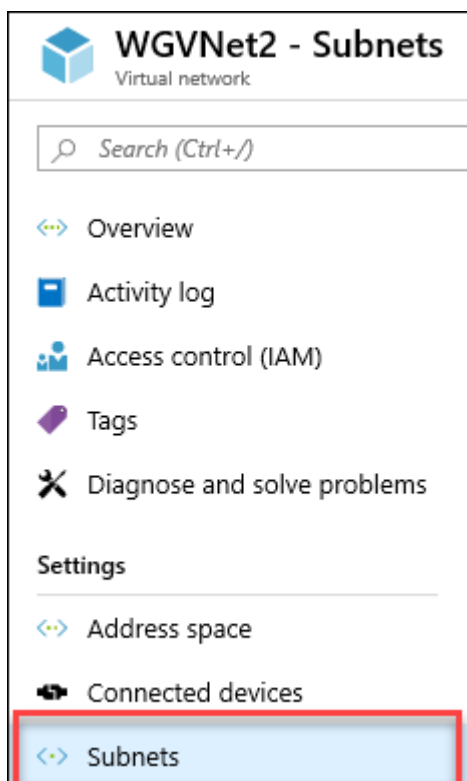 WGVNet2 - Subnets
Virtual network
Search (Ctrl+/)
Overview
Activity log
Access control (IAM)
Tags
Diagnose and solve problems
Settings
Address space
Connected devices
Subnets